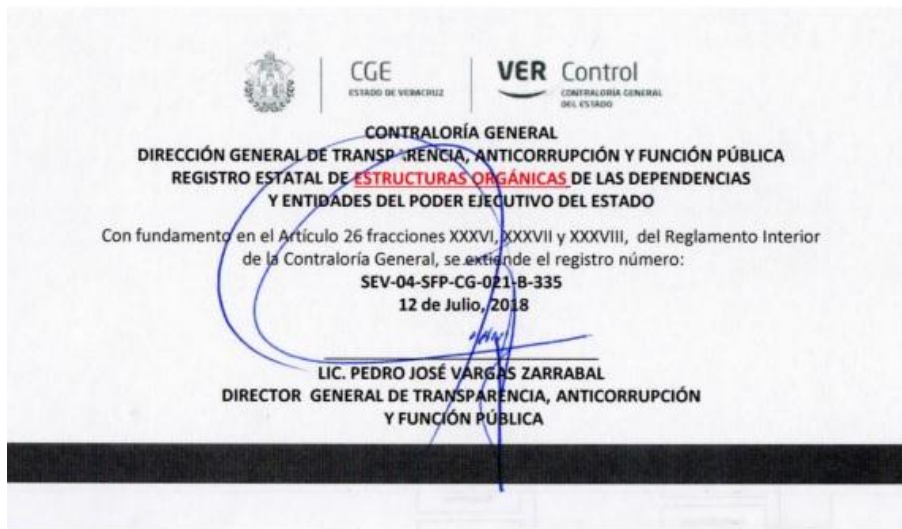 CGE
ESTADO DE VERACRUZ
VER Control
CONTRALORÍA GENERAL
DEL ESTADO
CONTRALORÍA GENERAL
DIRECCIÓN GENERAL DE TRANSPARENCIA, ANTICORRUPCIÓN Y FUNCIÓN PÚBLICA
REGISTRO ESTATAL DE ESTRUCTURAS ORGÁNICAS DE LAS DEPENDENCIAS
Y ENTIDADES DEL PODER EJECUTIVO DEL ESTADO
Con fundamento en el Artículo 26 fracciones XXXVI, XXXVII y XXXVIII, del Reglamento Interior
de la Contraloría General, se extiende el registro número:
SEV-04-SFP-CG-021-B-335
12 de Julio, 2018
LIC. PEDRO JOSÉ VARGAS ZARRABAL
DIRECTOR GENERAL DE TRANSPARENCIA, ANTICORRUPCIÓN
Y FUNCIÓN PÚBLICA